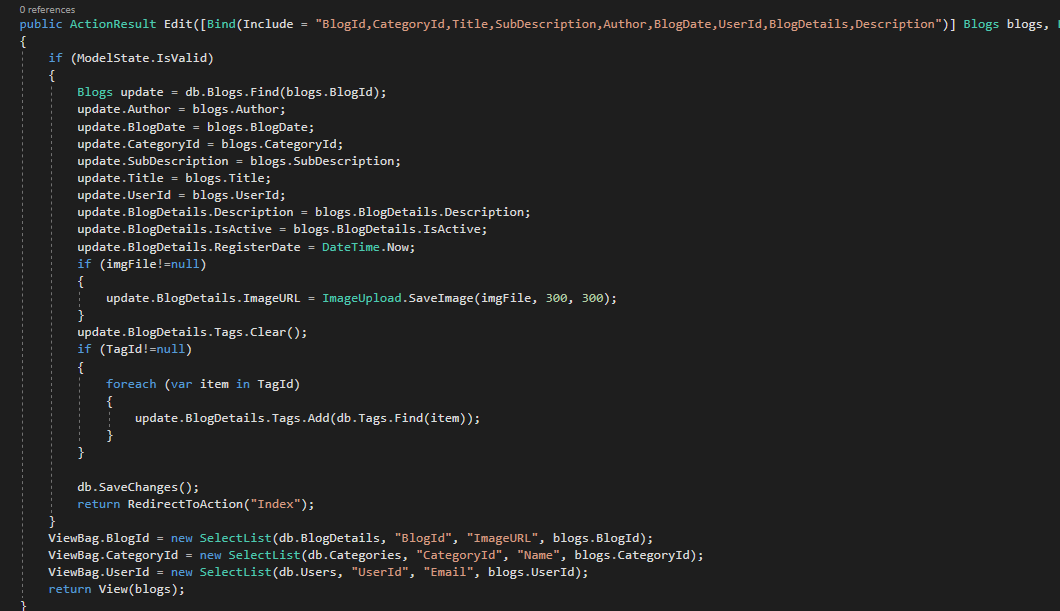 0 references
public ActionResult Edit([Bind(Include = "BlogId,CategoryId,Title,SubDescription,Author,BlogDate,UserId,BlogDetails,Description")] Blogs blogs,
{
if (ModelState.IsValid)
{
Blogs update = db.Blogs.Find(blogs.BlogId);
update.Author = blogs.Author;
update.BlogDate = blogs.BlogDate;
update.CategoryId = blogs.CategoryId;
update.SubDescription = blogs.SubDescription;
update.Title = blogs.Title;
update.UserId = blogs.UserId;
update.BlogDetails.Description = blogs.BlogDetails.Description;
update.BlogDetails.IsActive = blogs.BlogDetails.IsActive;
update.BlogDetails.RegisterDate = DateTime.Now;
if (imgFile!=null)
{
update.BlogDetails.ImageURL = ImageUpload.SaveImage(imgFile, 300, 300);
}
update.BlogDetails.Tags.Clear();
if (TagId!=null)
{
foreach (var item in TagId)
{
update.BlogDetails.Tags.Add(db.Tags.Find(item));
}
}
db.SaveChanges();
return RedirectToAction("Index");
}
ViewBag.BlogId = new SelectList(db.BlogDetails, "BlogId", "ImageURL", blogs.BlogId);
ViewBag.CategoryId = new SelectList(db.Categories, "CategoryId", "Name", blogs.CategoryId);
ViewBag.UserId = new SelectList(db.Users, "UserId", "Email", blogs.UserId);
return View(blogs);
}